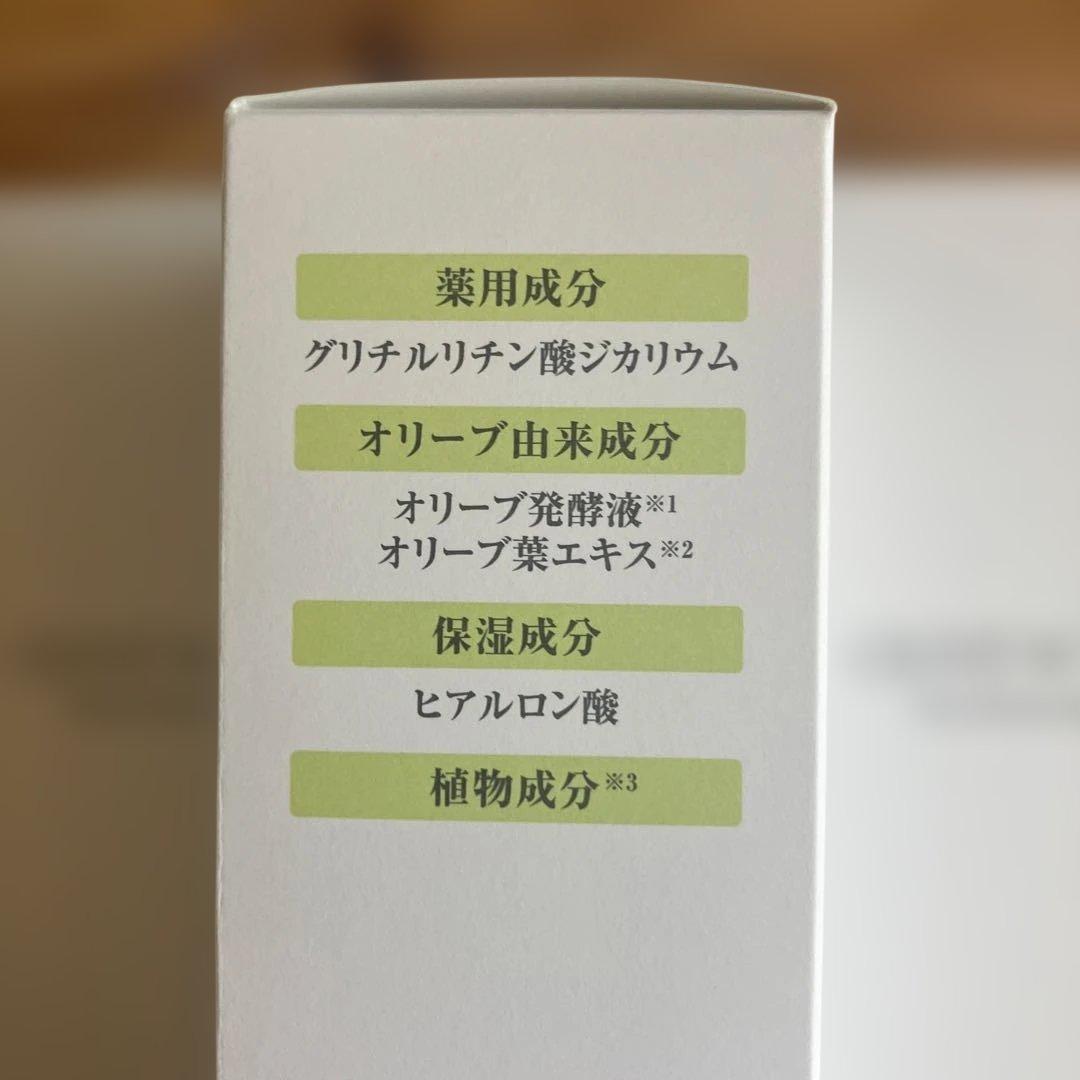 薬用成分
グリチルリチン酸ジカリウム
オリーブ由来成分
オリーブ発酵液※1
オリーブ葉エキス※2
保湿成分
ヒアルロン酸
植物成分※3